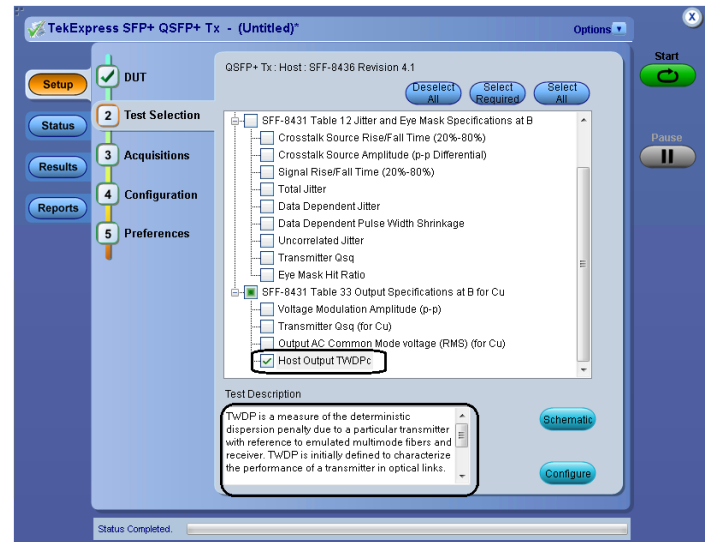 TekExpress SFP+ QSFP+ Tx - (Untitled)*
Options
Start
Pause
Setup
Status
Results
Reports
DUT
2 Test Selection
3 Acquisitions
4 Configuration
5 Preferences
QSFP+ Tx : Host : SFF-8436 Revision 4.1
Deselect All
Select Required
Select All
SFF-8431 Table 12 Jitter and Eye Mask Specifications at B
Crosstalk Source Rise/Fall Time (20%-80%)
Crosstalk Source Amplitude (p-p Differential)
Signal Rise/Fall Time (20%-80%)
Total Jitter
Data Dependent Jitter
Data Dependent Pulse Width Shrinkage
Uncorrelated Jitter
Transmitter Qsq
Eye Mask Hit Ratio
SFF-8431 Table 33 Output Specifications at B for Cu
Voltage Modulation Amplitude (p-p)
Transmitter Qsq (for Cu)
Output AC Common Mode voltage (RMS) (for Cu)
Host Output TWDPc
Test Description
TWDP is a measure of the deterministic
dispersion penalty due to a particular transmitter
with reference to emulated multimode fibers and
receiver. TWDP is initially defined to characterize
the performance of a transmitter in optical links.
Schematic
Configure
Status Completed.